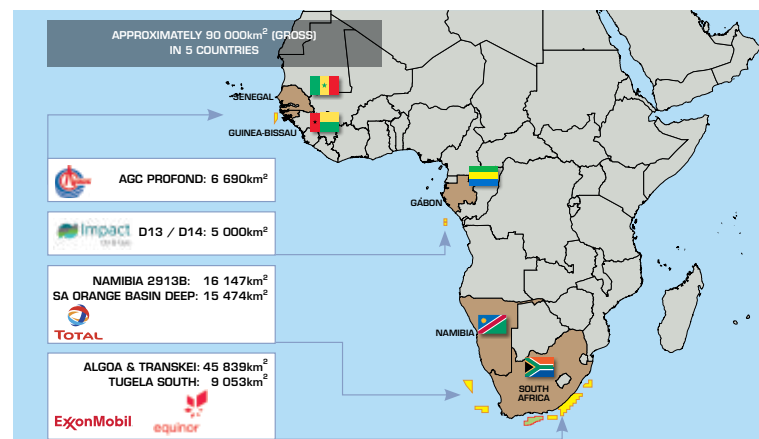 APPROXIMATELY 90 000km² (GROSS)
IN 5 COUNTRIES
SENEGAL
GUINEA-BISSAU
AGC PROFOND: 6 690km²
GÁBON
Impact
D13 / D14: 5 000km²
NAMIBIA 2913B: 16 147km²
SA ORANGE BASIN DEEP: 15 474km²
TOTAL
NAMIBIA
ALGOA & TRANSKEI: 45 839km²
TUGELA SOUTH: 9 053km²
ExxonMobil
equinor
SOUTH
AFRICA